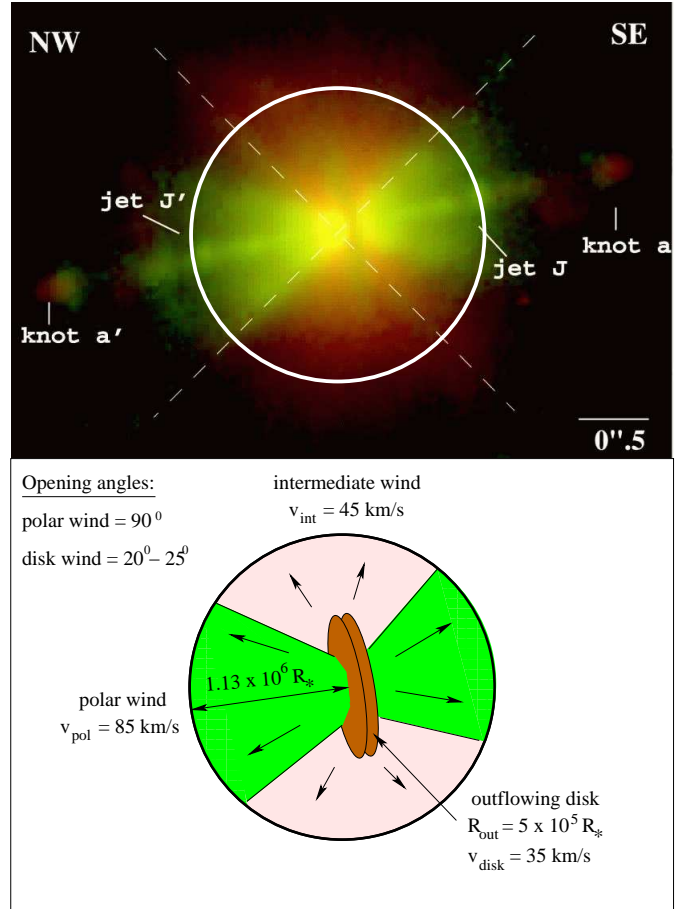 NW
SE
jet J’
knot a
jet J
knot a’
0".5
Opening angles:
polar wind = 90⁰
disk wind = 20⁰– 25⁰
intermediate wind
v_int = 45 km/s
1.13 x 10⁶ R_*
polar wind
v_pol = 85 km/s
outflowing disk
R_out = 5 x 10⁵ R_*
v_disk = 35 km/s